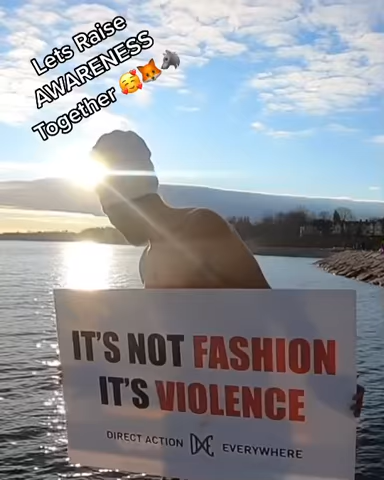 Lets Raise
AWARENESS🐴
Together🥰🦊
IT'S NOT FASHION
IT'S VIOLENCE
DIRECT ACTION EVERYWHERE